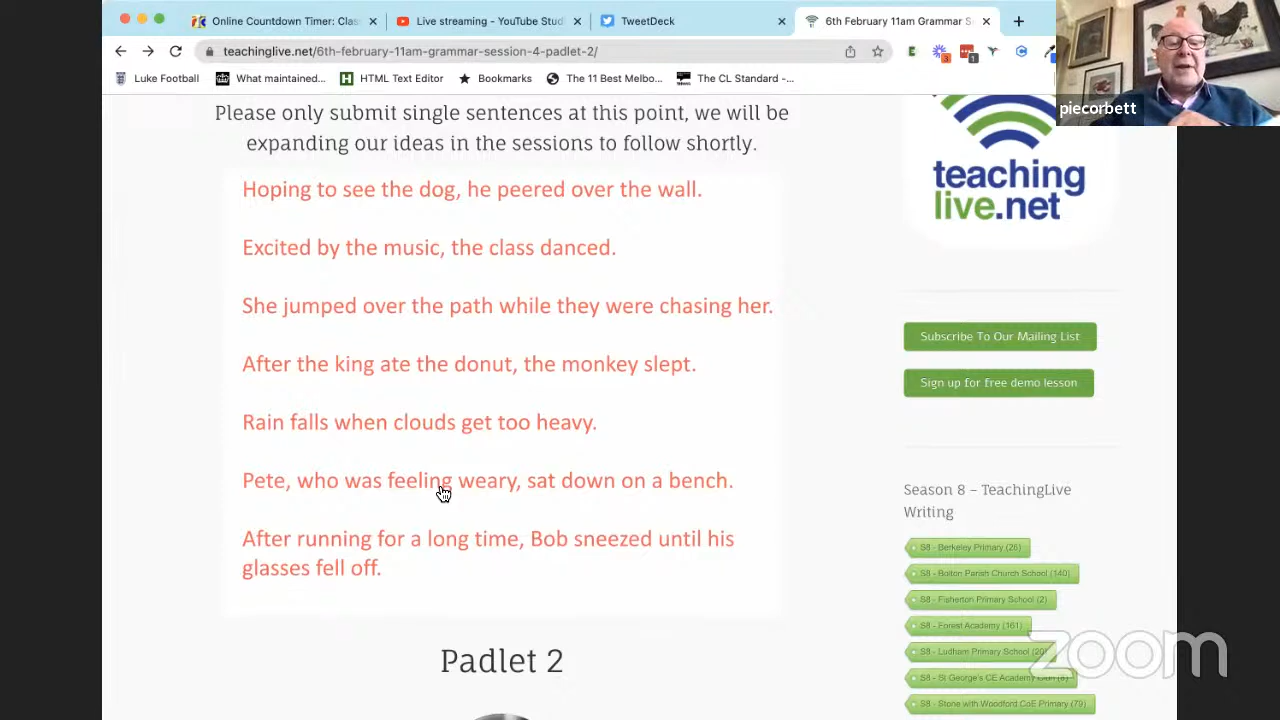 Online Countdown Timer: Clas
Live streaming - YouTube Stud
TweetDeck
6th February 11am Grammar S
teachinglive.net/6th-february-11am-grammar-session-4-padlet-2/
Luke Football
What maintained...
HTML Text Editor
Bookmarks
The 11 Best Melbo...
The CL Standard -...
piecorbett
Please only submit single sentences at this point, we will be
expanding our ideas in the sessions to follow shortly.
Hoping to see the dog, he peered over the wall.
Excited by the music, the class danced.
She jumped over the path while they were chasing her.
After the king ate the donut, the monkey slept.
Rain falls when clouds get too heavy.
Pete, who was feeling weary, sat down on a bench.
After running for a long time, Bob sneezed until his
glasses fell off.
Padlet 2
teaching
live.net
Subscribe To Our Mailing List
Sign up for free demo lesson
Season 8 – TeachingLive
Writing
S8 - Berkeley Primary (26)
S8 - Bolton Parish Church School (140)
S8 - Fisherton Primary School (2)
S8 - Forest Academy (161)
S8 - Ludham Primary School (20)
S8 - St George's CE Academy
S8 - Stone with Woodford CoE Primary (79)
zoom